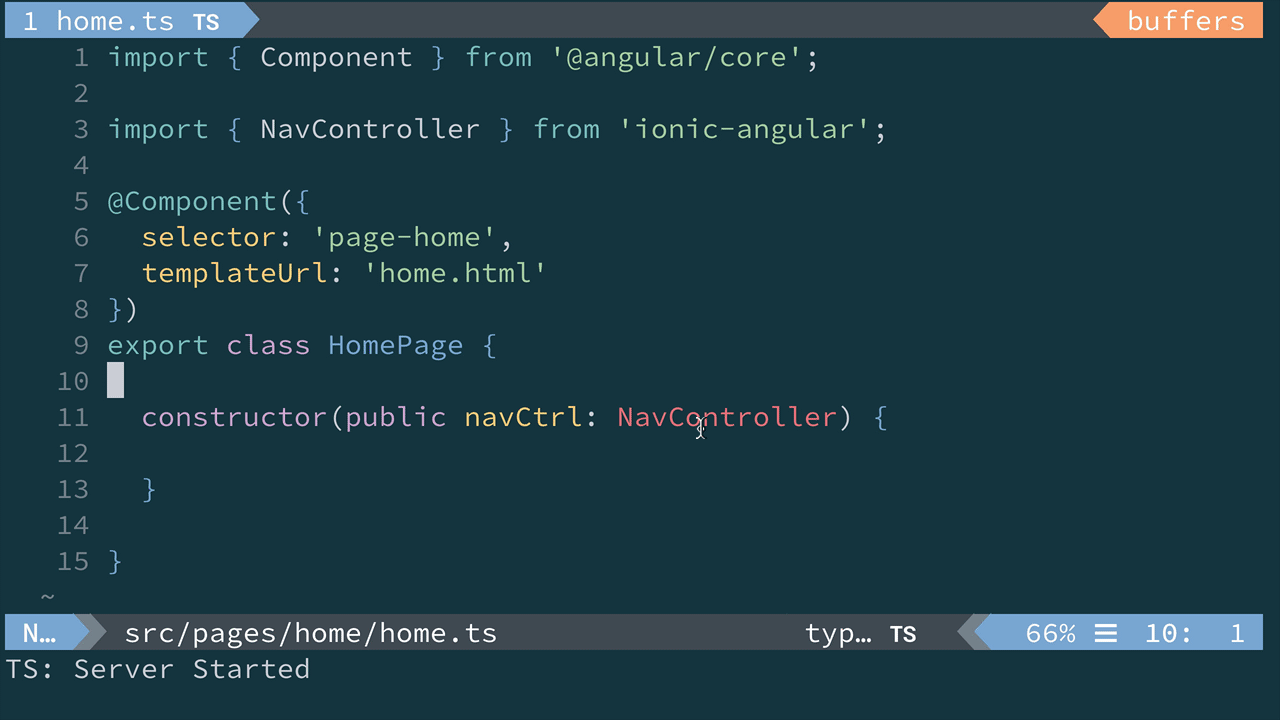 1 home.ts TS buffers
1 import { Component } from '@angular/core';
2
3 import { NavController } from 'ionic-angular';
4
5 @Component({
6   selector: 'page-home',
7   templateUrl: 'home.html'
8 })
9 export class HomePage {
10
11   constructor(public navCtrl: NavController) {
12
13   }
14
15 }
~
N… src/pages/home/home.ts typ… TS 66% ☰ 10: 1
TS: Server Started